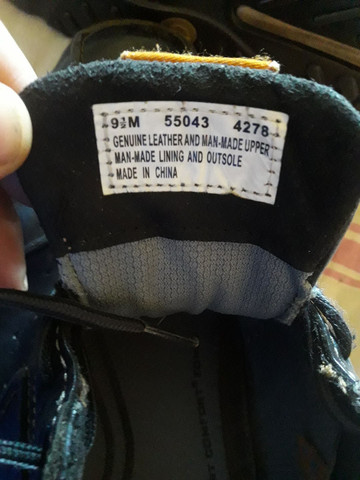 9½M 55043 4278
GENUINE LEATHER AND MAN-MADE UPPER
MAN-MADE LINING AND OUTSOLE
MADE IN CHINA